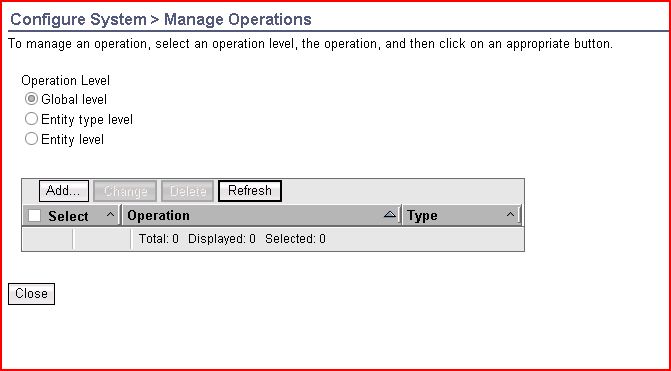 Configure System > Manage Operations
To manage an operation, select an operation level, the operation, and then click on an appropriate button.
Operation Level
Global level
Entity type level
Entity level
Add... Change Delete Refresh
Select Operation Type
Total: 0 Displayed: 0 Selected: 0
Close